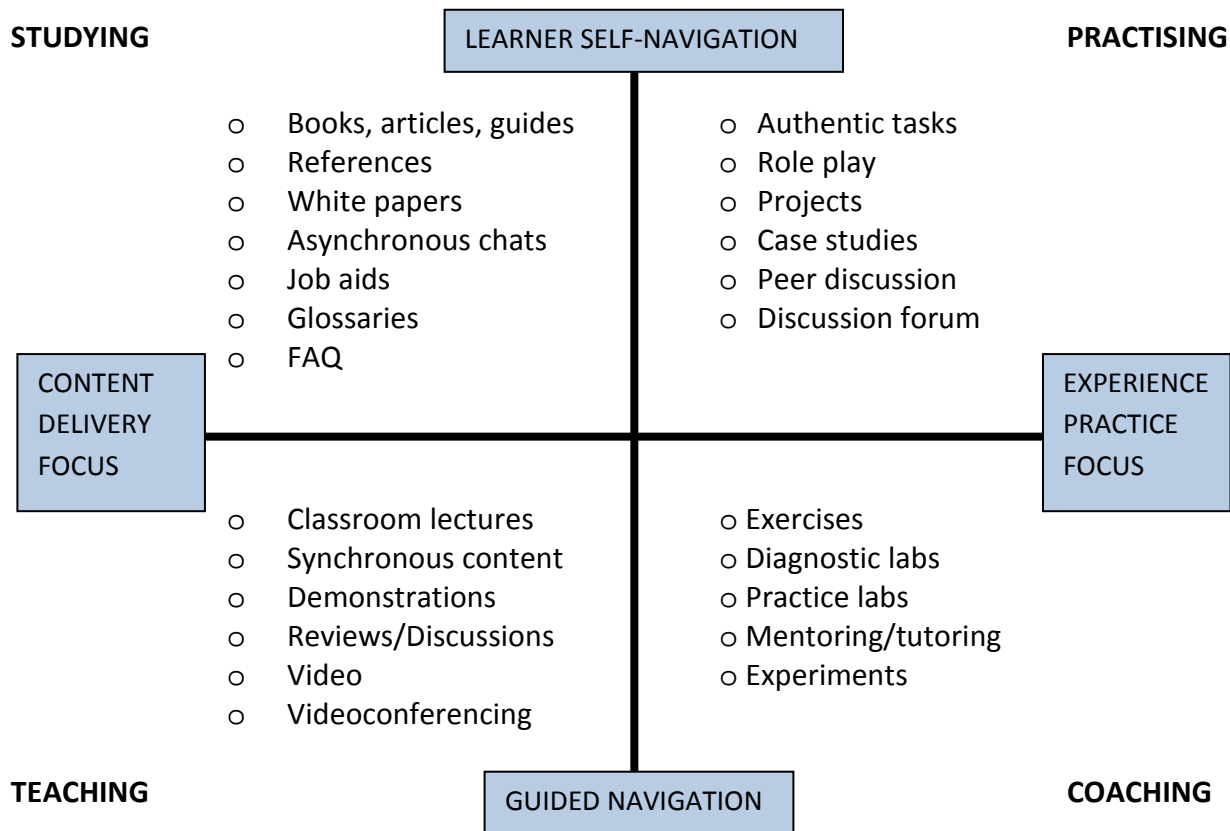 STUDYING
LEARNER SELF-NAVIGATION
PRACTISING
o Books, articles, guides
o References
o White papers
o Asynchronous chats
o Job aids
o Glossaries
o FAQ
o Authentic tasks
o Role play
o Projects
o Case studies
o Peer discussion
o Discussion forum
CONTENT
DELIVERY
FOCUS
EXPERIENCE
PRACTICE
FOCUS
o Classroom lectures
o Synchronous content
o Demonstrations
o Reviews/Discussions
o Video
o Videoconferencing
o Exercises
o Diagnostic labs
o Practice labs
o Mentoring/tutoring
o Experiments
TEACHING
GUIDED NAVIGATION
COACHING